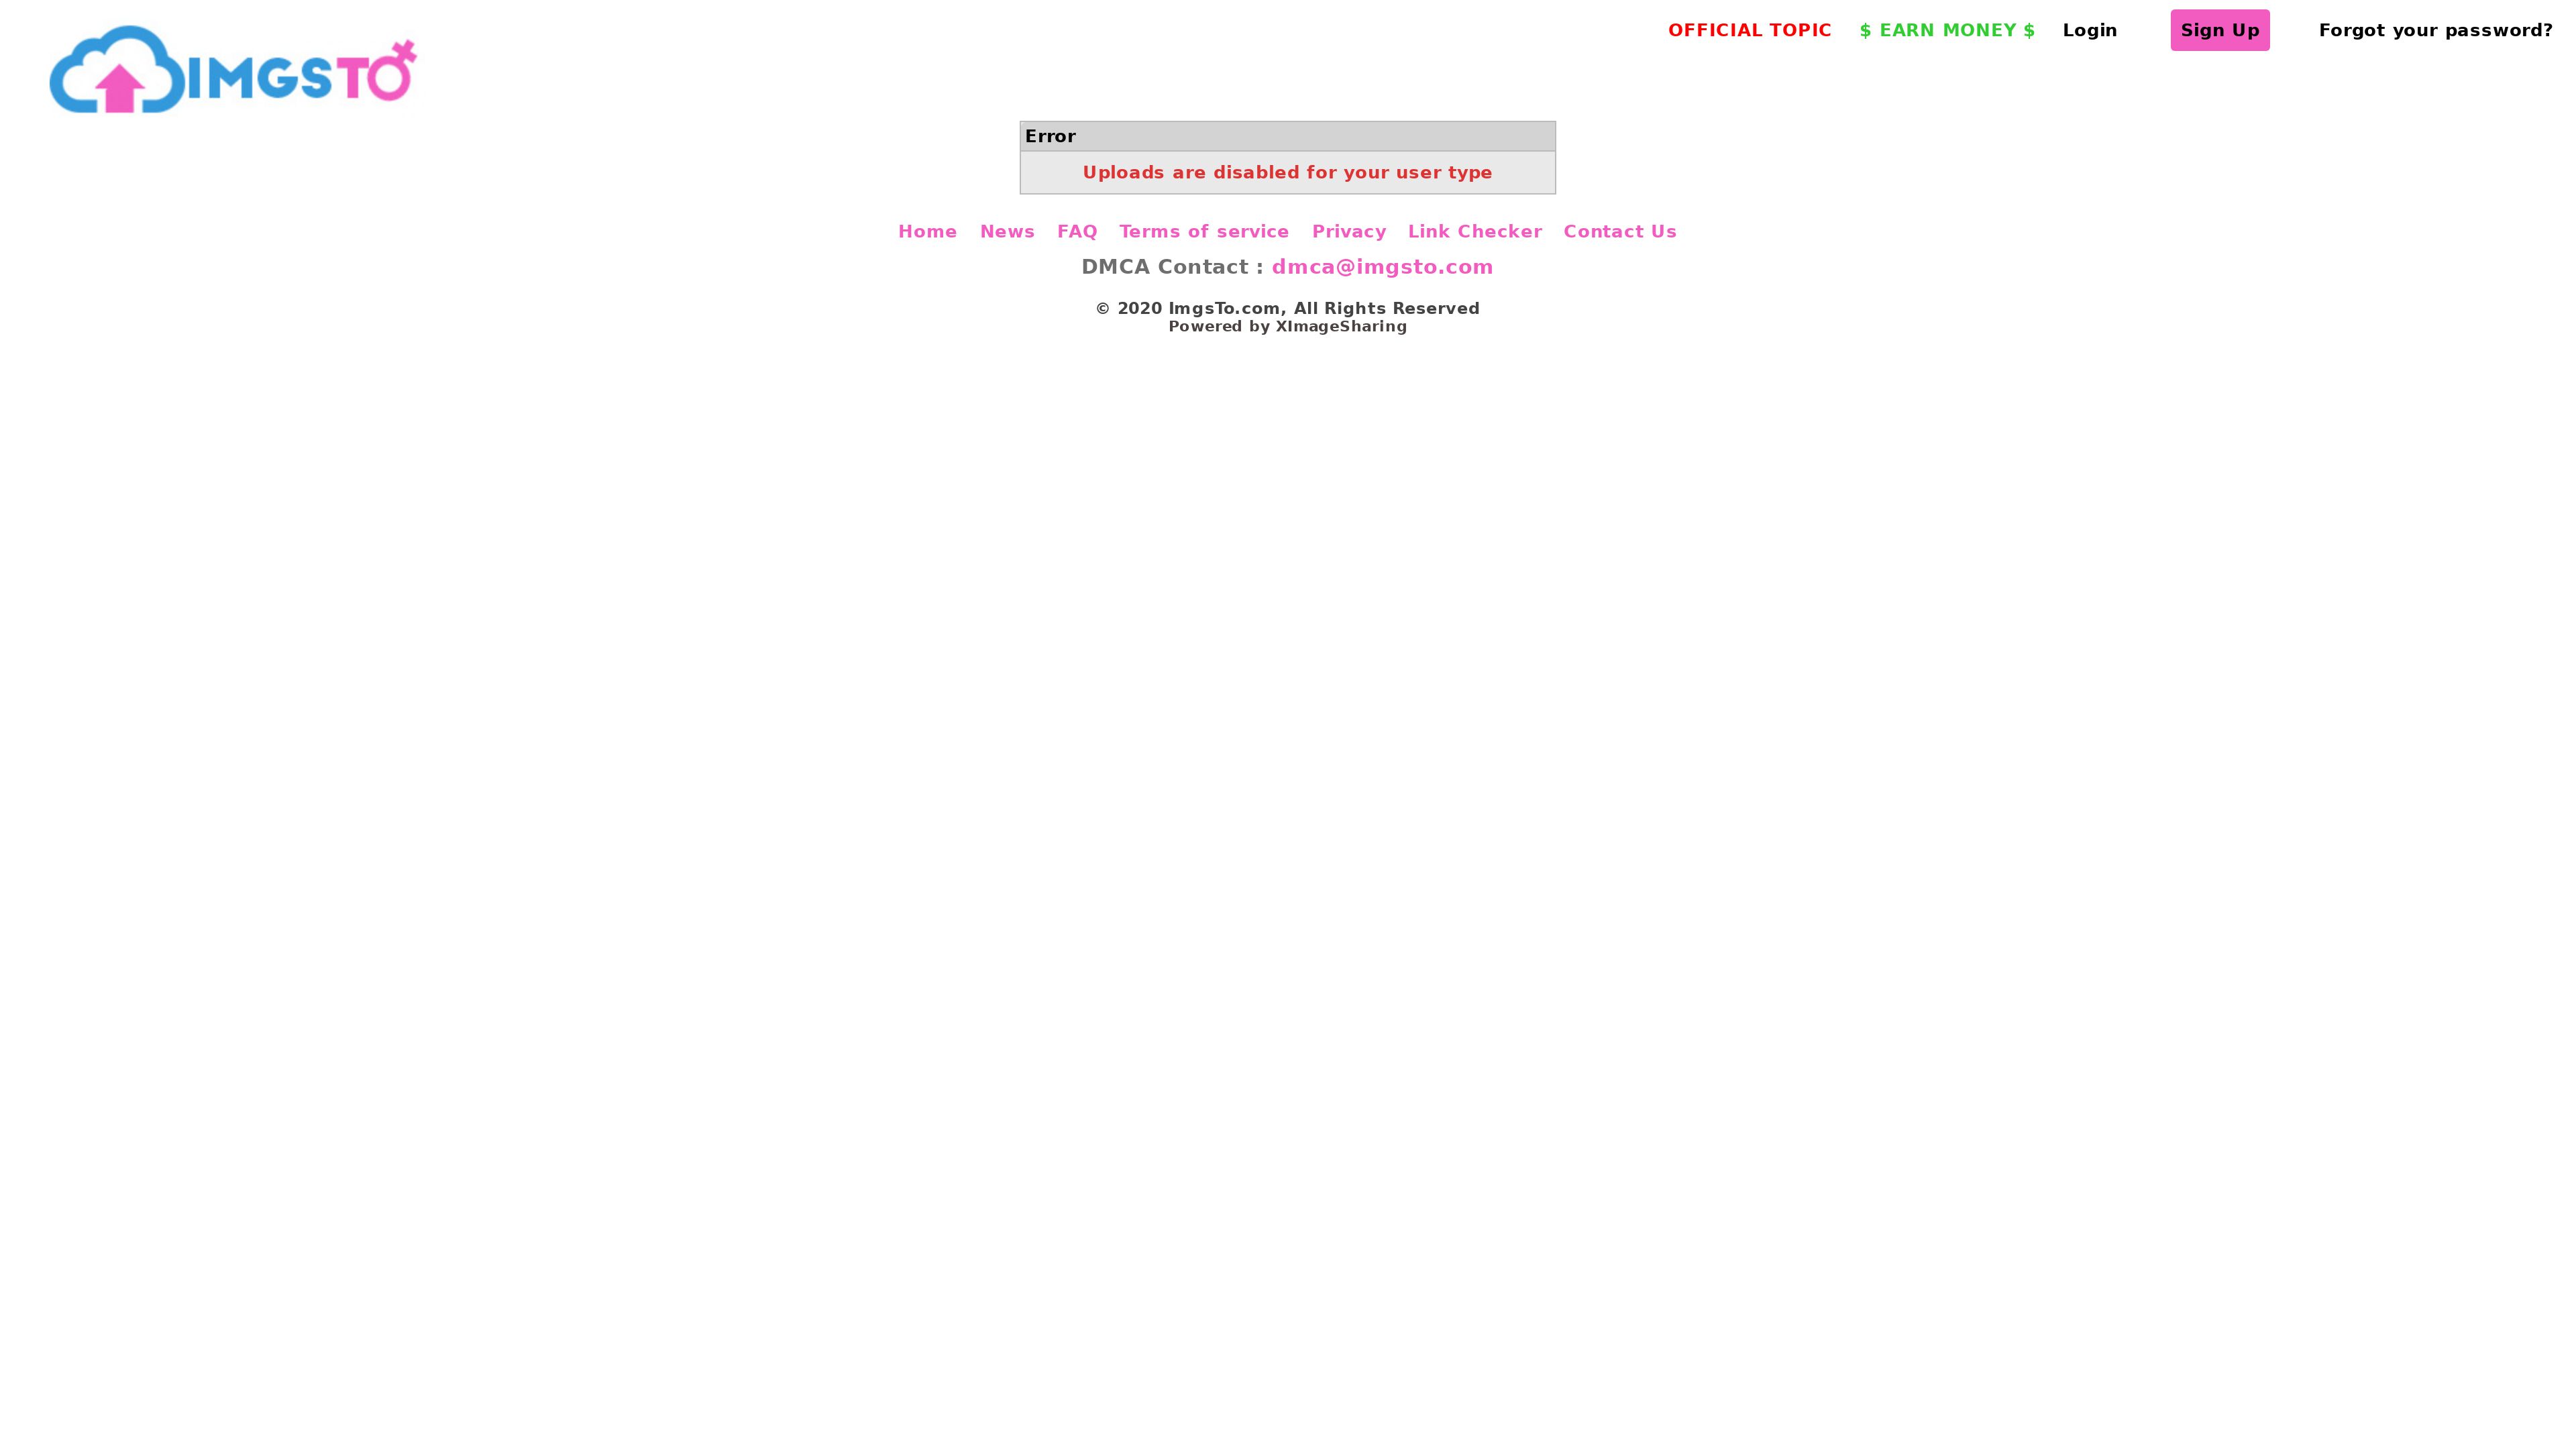 IMGSTO
OFFICIAL TOPIC $ EARN MONEY $ Login Sign Up Forgot your password?
Error
Uploads are disabled for your user type
Home News FAQ Terms of service Privacy Link Checker Contact Us
DMCA Contact : dmca@imgsto.com
© 2020 ImgsTo.com, All Rights Reserved
Powered by XImageSharing